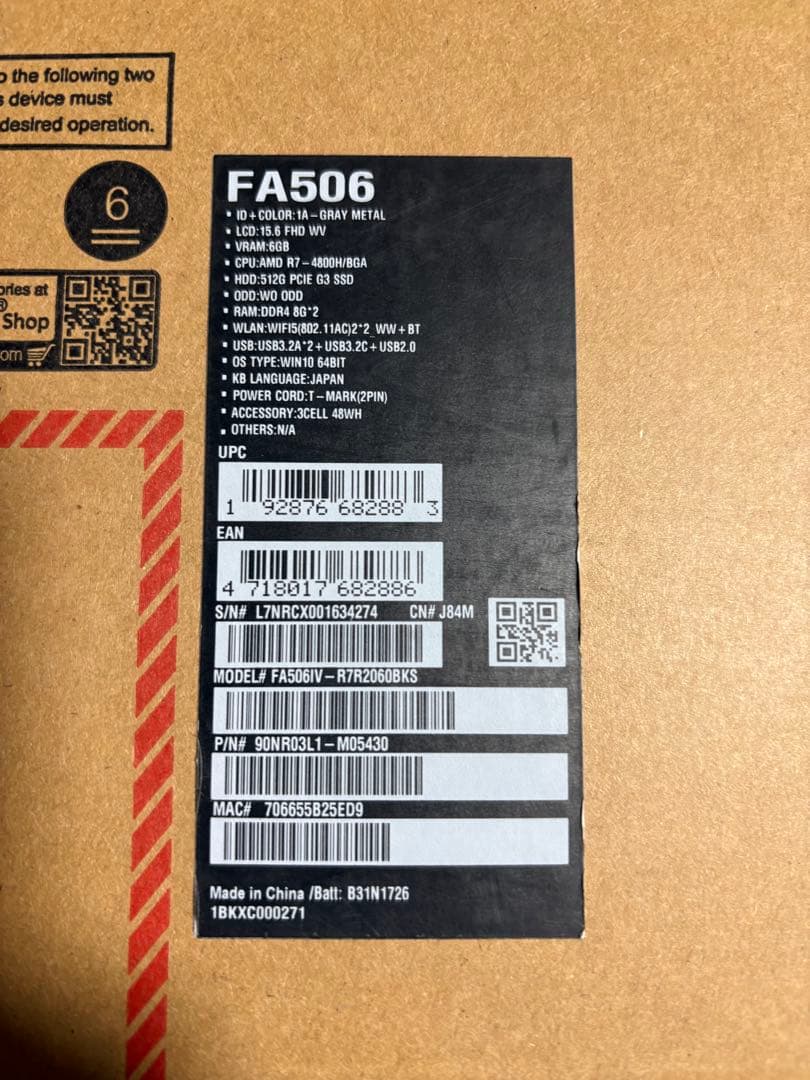 o the following two
s device must
desired operation.
6
ories at
®
Shop
om
FA506
▪ ID+COLOR:1A-GRAY METAL
▪ LCD:15.6 FHD WV
▪ VRAM:6GB
▪ CPU:AMD R7-4800H/BGA
▪ HDD:512G PCIE G3 SSD
▪ ODD:WO ODD
▪ RAM:DDR4 8G*2
▪ WLAN:WIFI5(802.11AC)2*2_WW+BT
▪ USB:USB3.2A*2+USB3.2C+USB2.0
▪ OS TYPE:WIN10 64BIT
▪ KB LANGUAGE:JAPAN
▪ POWER CORD:T-MARK(2PIN)
▪ ACCESSORY:3CELL 48WH
▪ OTHERS:N/A
UPC
1 92876 68288 3
EAN
4 718017 682886
S/N# L7NRCX001634274 CN# J84M
MODEL# FA506IV-R7R2060BKS
P/N# 90NR03L1-M05430
MAC# 706655B25ED9
Made in China /Batt: B31N1726
1BKXC000271